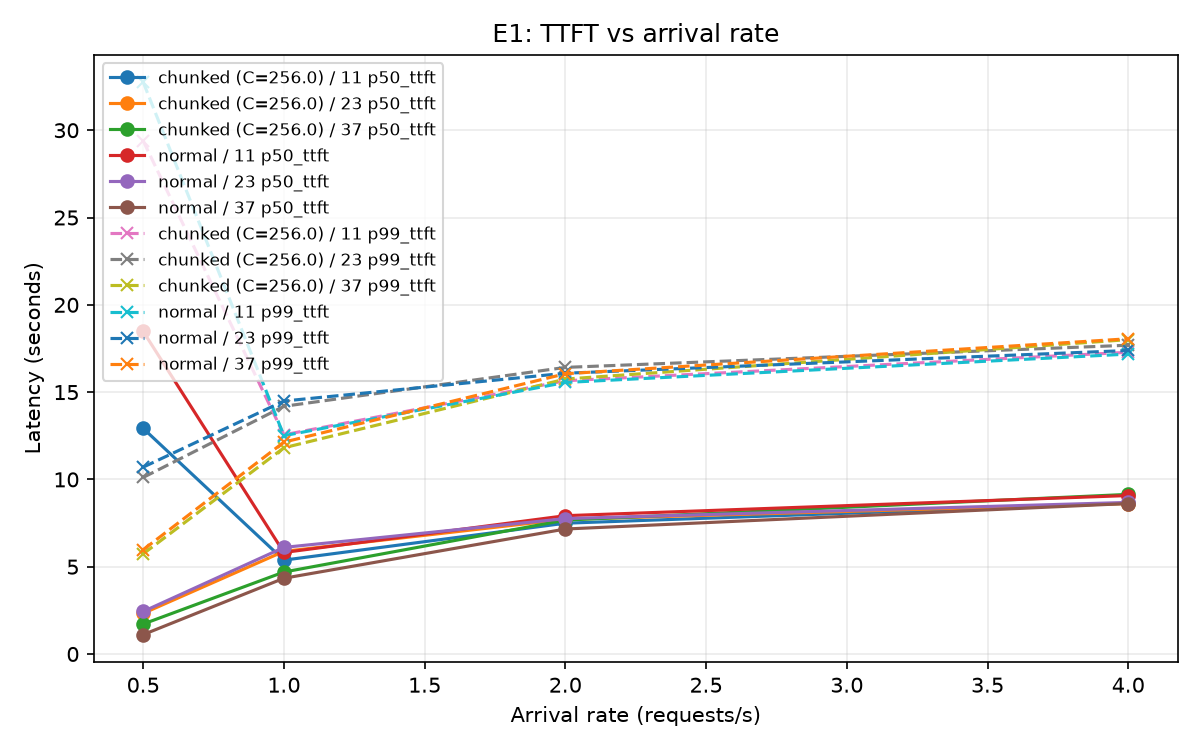 E1: TTFT vs arrival rate
chunked (C=256.0) / 11 p50_ttft
chunked (C=256.0) / 23 p50_ttft
chunked (C=256.0) / 37 p50_ttft
normal / 11 p50_ttft
normal / 23 p50_ttft
normal / 37 p50_ttft
chunked (C=256.0) / 11 p99_ttft
chunked (C=256.0) / 23 p99_ttft
chunked (C=256.0) / 37 p99_ttft
normal / 11 p99_ttft
normal / 23 p99_ttft
normal / 37 p99_ttft
Latency (seconds)
30
25
20
15
10
5
0
0.5 1.0 1.5 2.0 2.5 3.0 3.5 4.0
Arrival rate (requests/s)